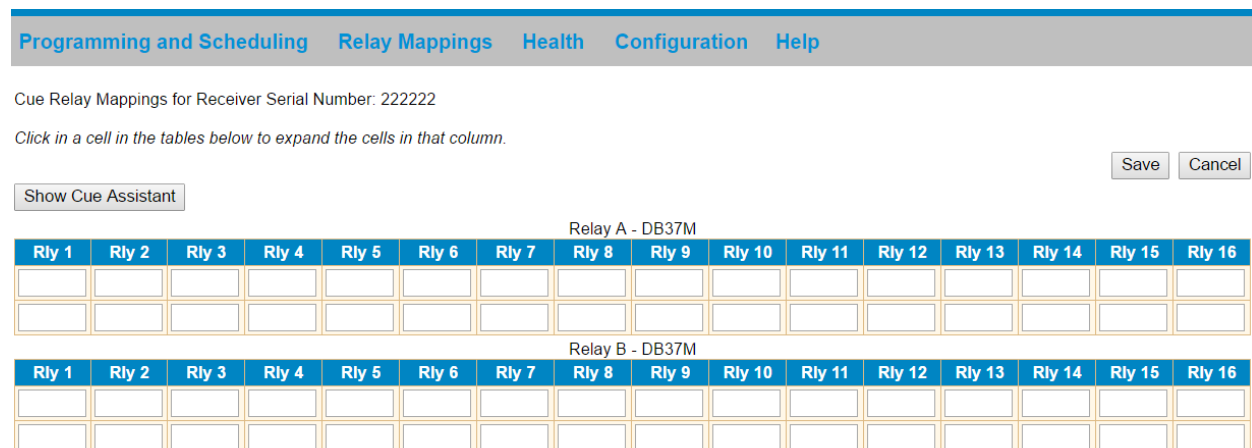 Programming and Scheduling Relay Mappings Health Configuration Help
Cue Relay Mappings for Receiver Serial Number: 222222
Click in a cell in the tables below to expand the cells in that column.
Save Cancel
Show Cue Assistant
Relay A - DB37M
Rly 1 Rly 2 Rly 3 Rly 4 Rly 5 Rly 6 Rly 7 Rly 8 Rly 9 Rly 10 Rly 11 Rly 12 Rly 13 Rly 14 Rly 15 Rly 16
Relay B - DB37M
Rly 1 Rly 2 Rly 3 Rly 4 Rly 5 Rly 6 Rly 7 Rly 8 Rly 9 Rly 10 Rly 11 Rly 12 Rly 13 Rly 14 Rly 15 Rly 16